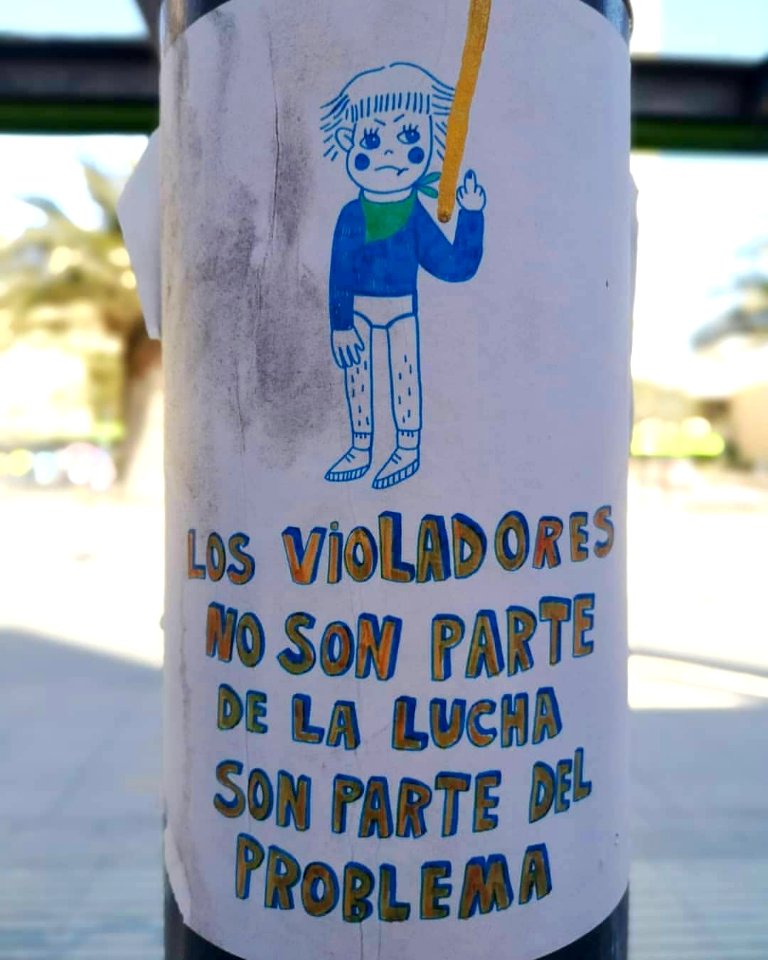 LOS VIOLADORES
NO SON PARTE
DE LA LUCHA
SON PARTE DEL
PROBLEMA